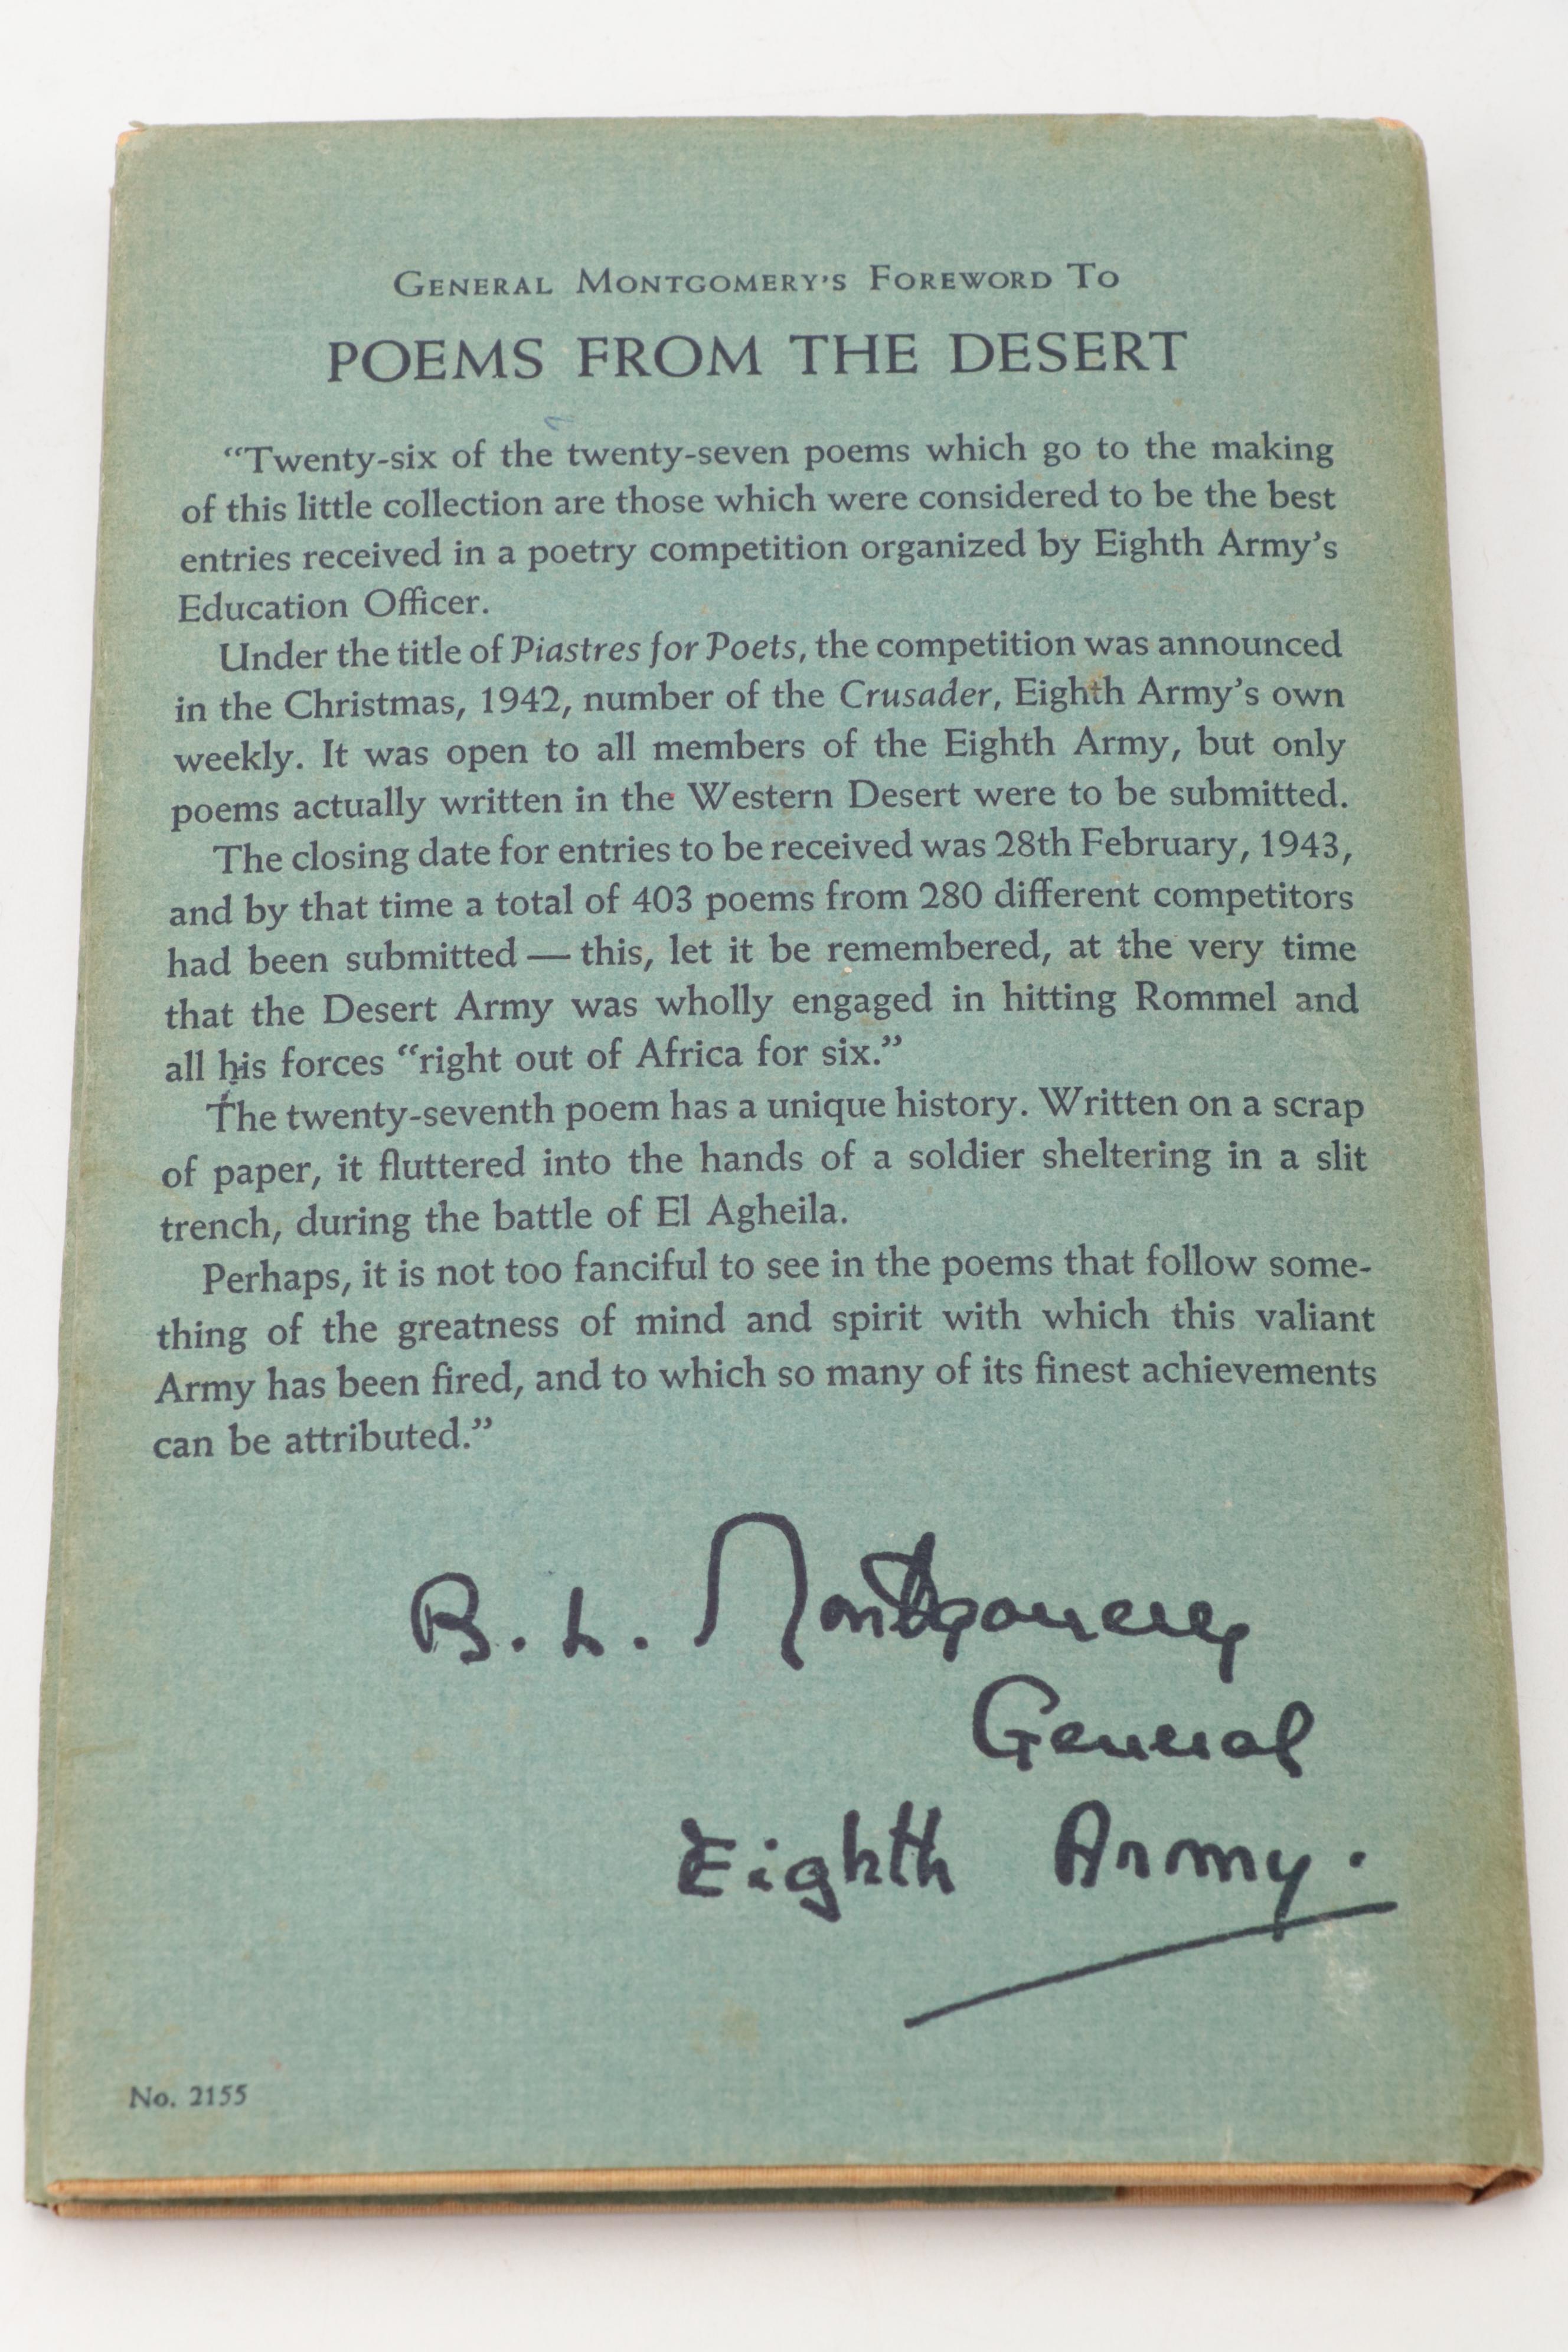 GENERAL MONTGOMERY'S FOREWORD TO
POEMS FROM THE DESERT
“Twenty-six of the twenty-seven poems which go to the making
of this little collection are those which were considered to be the best
entries received in a poetry competition organized by Eighth Army's
Education Officer.
Under the title of Piastres for Poets, the competition was announced
in the Christmas, 1942, number of the Crusader, Eighth Army's own
weekly. It was open to all members of the Eighth Army, but only
poems actually written in the Western Desert were to be submitted.
The closing date for entries to be received was 28th February, 1943,
and by that time a total of 403 poems from 280 different competitors
had been submitted — this, let it be remembered, at the very time
that the Desert Army was wholly engaged in hitting Rommel and
all his forces “right out of Africa for six.”
The twenty-seventh poem has a unique history. Written on a scrap
of paper, it fluttered into the hands of a soldier sheltering in a slit
trench, during the battle of El Agheila.
Perhaps, it is not too fanciful to see in the poems that follow some-
thing of the greatness of mind and spirit with which this valiant
Army has been fired, and to which so many of its finest achievements
can be attributed.”
B. L. Montgomery
General
Eighth Army.
No. 2155